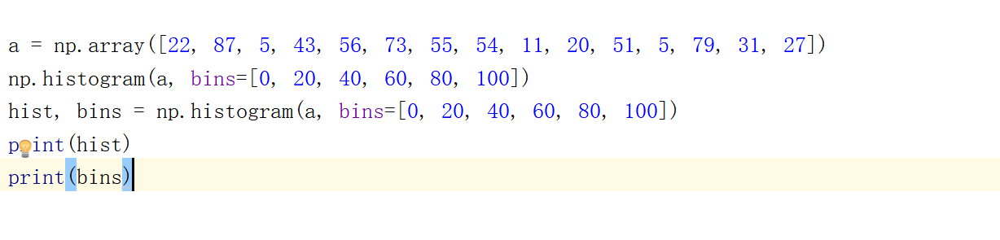 a = np.array([22, 87, 5, 43, 56, 73, 55, 54, 11, 20, 51, 5, 79, 31, 27])
np.histogram(a, bins=[0, 20, 40, 60, 80, 100])
hist, bins = np.histogram(a, bins=[0, 20, 40, 60, 80, 100])
print(hist)
print(bins)